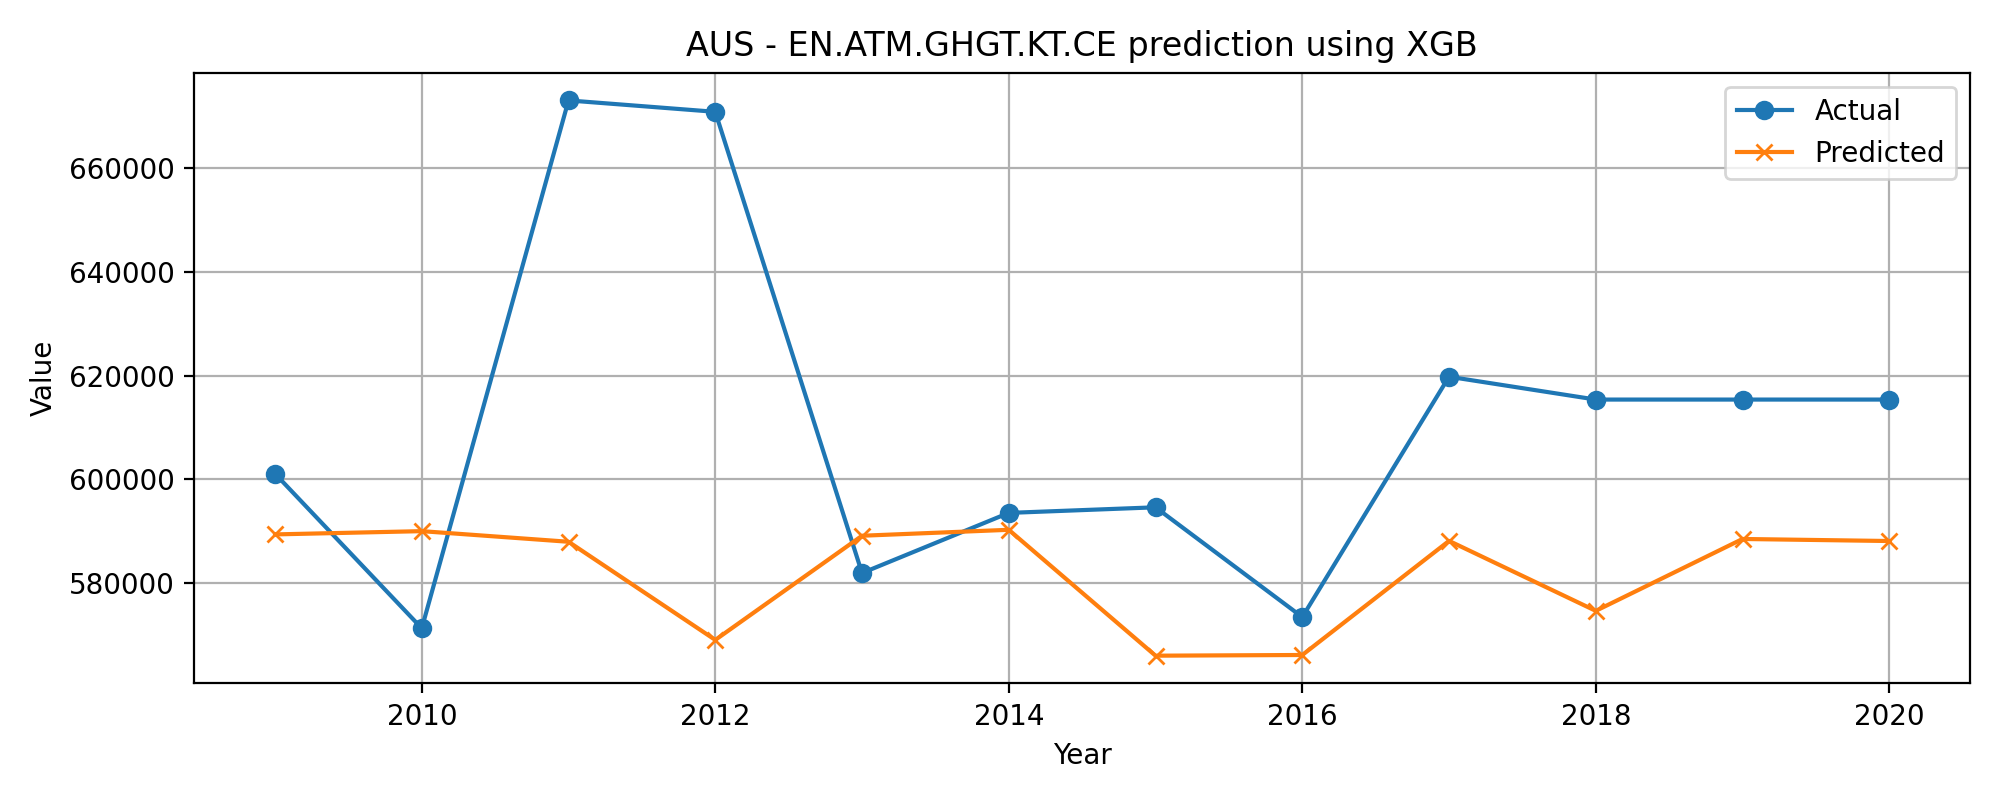 AUS - EN.ATM.GHGT.KT.CE prediction using XGB
Actual
Predicted
660000
640000
620000
600000
580000
Value
2010 2012 2014 2016 2018 2020
Year